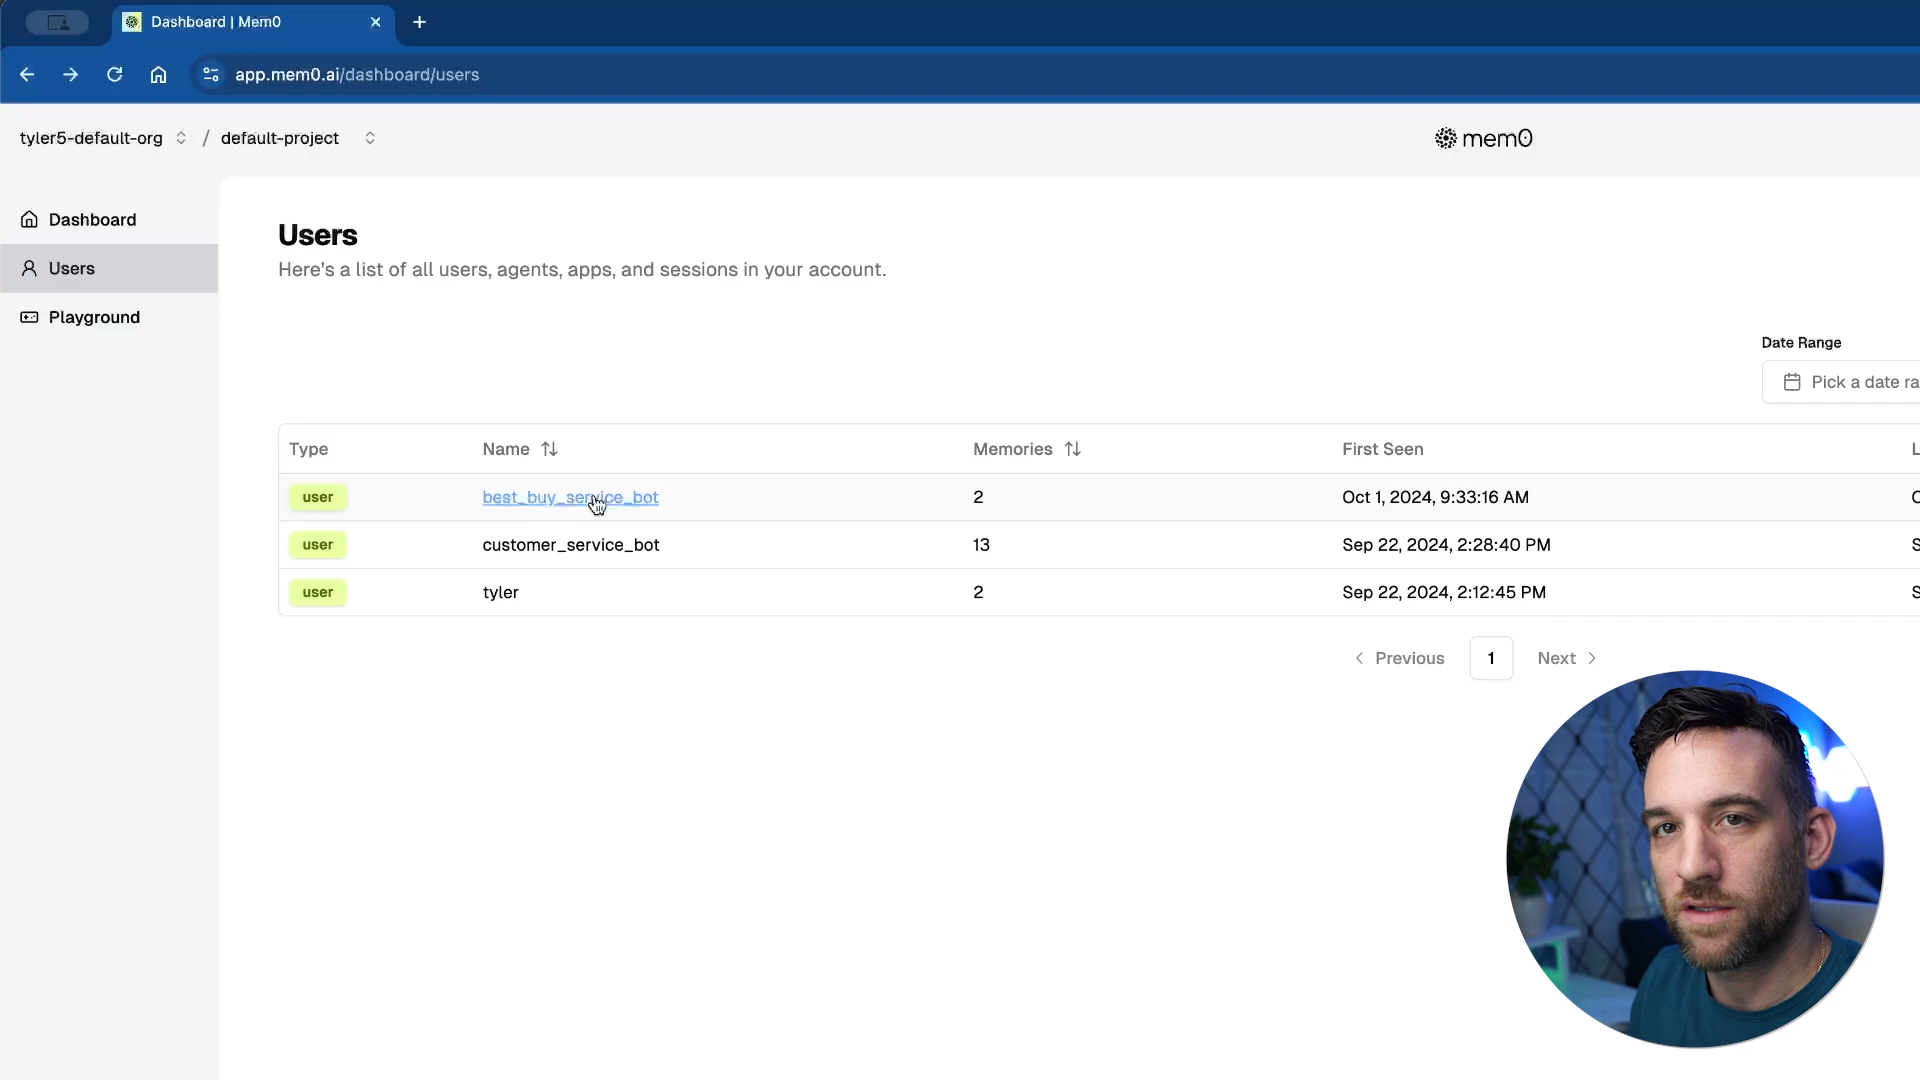 Dashboard | Mem0
app.mem0.ai/dashboard/users
tyler5-default-org / default-project
mem0
Dashboard
Users
Playground
Users
Here's a list of all users, agents, apps, and sessions in your account.
Date Range
Pick a date ra
Type Name Memories First Seen L
user best_buy_service_bot 2 Oct 1, 2024, 9:33:16 AM
user customer_service_bot 13 Sep 22, 2024, 2:28:40 PM S
user tyler 2 Sep 22, 2024, 2:12:45 PM S
Previous 1 Next